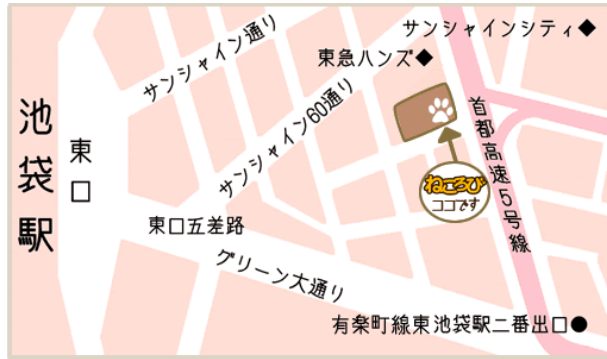 サンシャインシティ◆
東急ハンズ◆
サンシャイン通り
サンシャイン60通り
池袋駅
東口
首都高速5号線
ねころび
ココです
東口五差路
グリーン大通り
有楽町線東池袋駅二番出口●